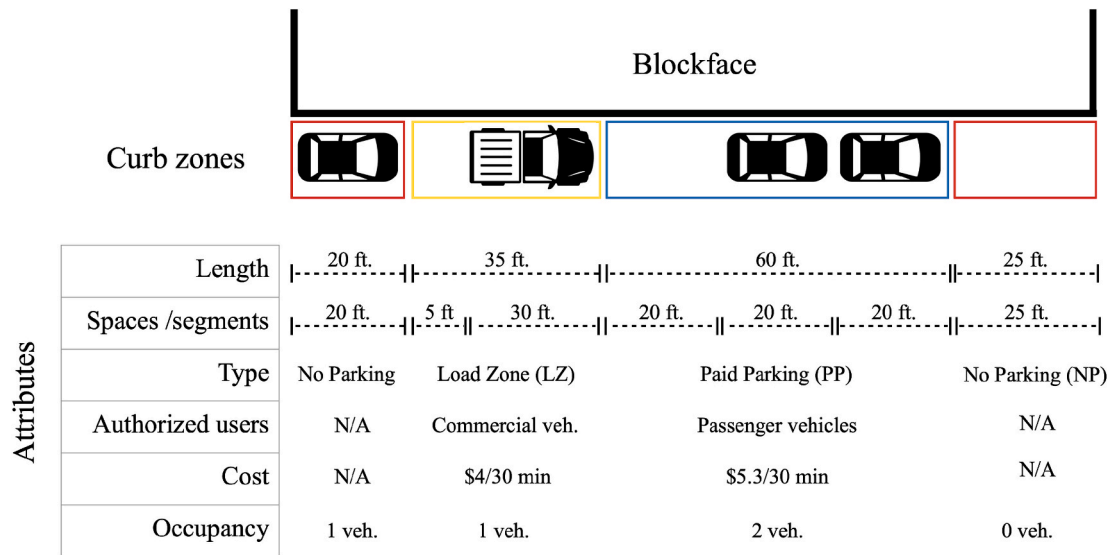 Blockface
Curb zones
Attributes
Length 20 ft. 35 ft. 60 ft. 25 ft.
Spaces /segments 20 ft. 5 ft 30 ft. 20 ft. 20 ft. 20 ft. 25 ft.
Type No Parking Load Zone (LZ) Paid Parking (PP) No Parking (NP)
Authorized users N/A Commercial veh. Passenger vehicles N/A
Cost N/A $4/30 min $5.3/30 min N/A
Occupancy 1 veh. 1 veh. 2 veh. 0 veh.